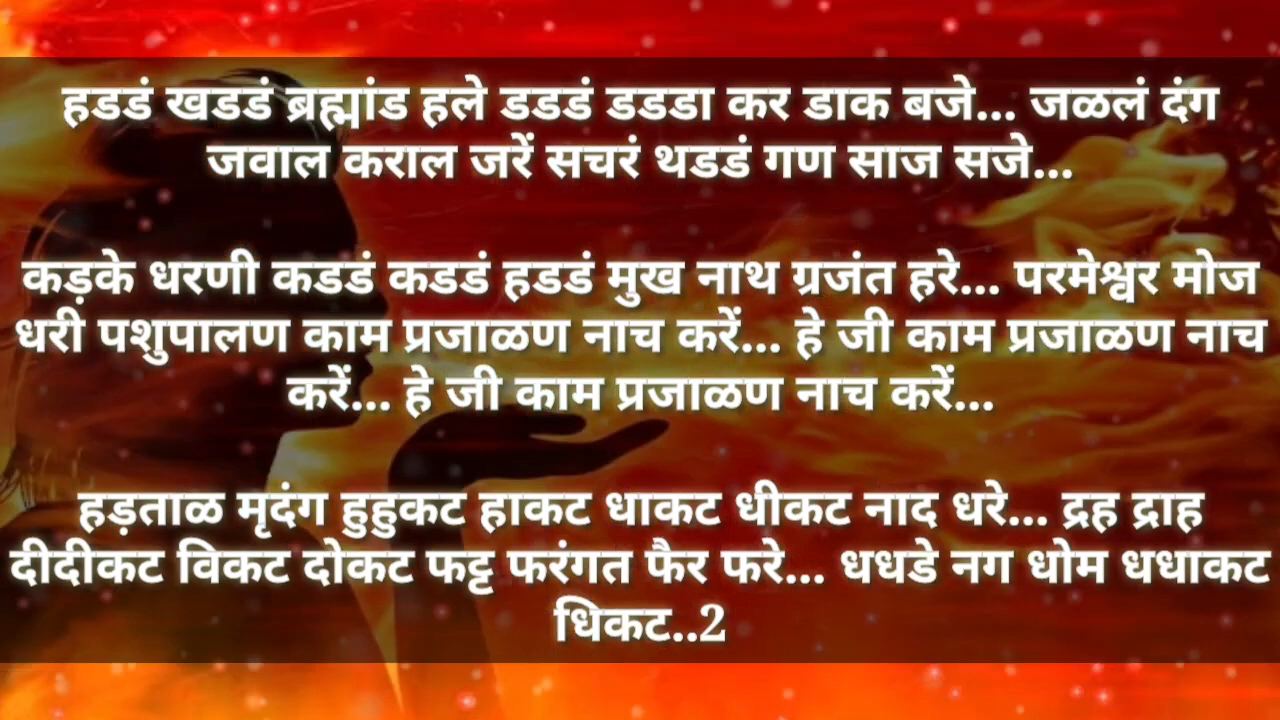 हडडं खडडं ब्रह्मांड हले डडडं डडडा कर डाक बजे... जळलं दंग
जवाल कराल जरें सचरं थडडं गण साज सजे...
कड़के धरणी कडडं कडडं हडडं मुख नाथ ग्रजंत हरे... परमेश्वर मोज
धरी पशुपालण काम प्रजाळण नाच करें... हे जी काम प्रजाळण नाच
करें... हे जी काम प्रजाळण नाच करें...
हड़ताळ मृदंग हुहुकट हाकट धाकट धीकट नाद धरे... द्रह द्राह
दीदीकट विकट दोकट फट्ट फरंगत फैर फरे... धधडे नग धोम धधाकट
धिकट..2